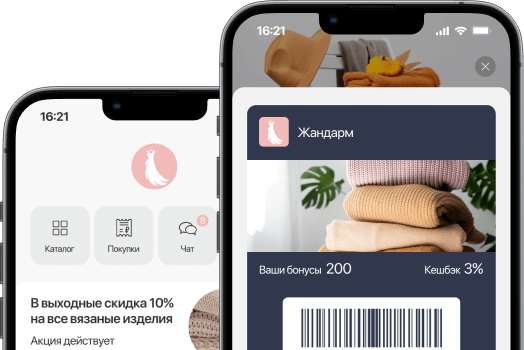 16:21
Каталог
Покупки
Чат
8
В выходные скидка 10%
на все вязаные изделия
Акция действует
16:21
Жандарм
Ваши бонусы 200
Кешбэк 3%